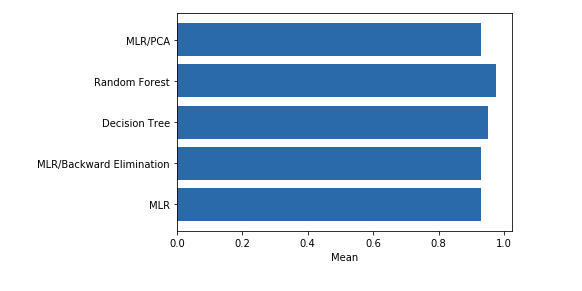 MLR/PCA
Random Forest
Decision Tree
MLR/Backward Elimination
MLR
0.0 0.2 0.4 0.6 0.8 1.0
Mean